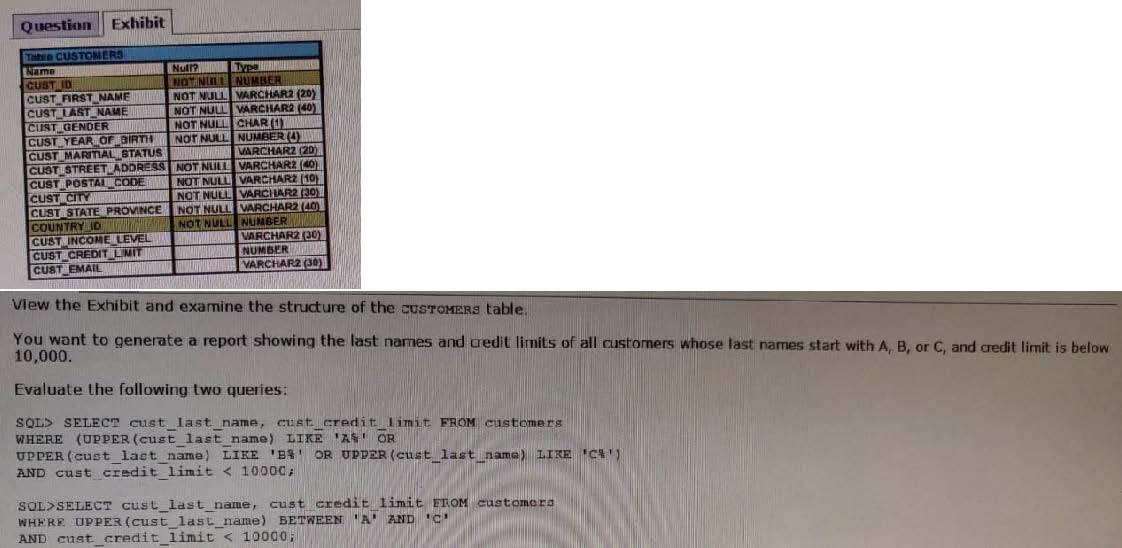 Question Exhibit
Table CUSTOMERS
Name Null? Type
CUST_ID NOT NULL NUMBER
CUST_FIRST_NAME NOT NULL VARCHAR2 (20)
CUST_LAST_NAME NOT NULL VARCHAR2 (40)
CUST_GENDER NOT NULL CHAR (1)
CUST_YEAR_OF_BIRTH NOT NULL NUMBER (4)
CUST_MARITIAL_STATUS VARCHAR2 (20)
CUST_STREET_ADDRESS NOT NULL VARCHAR2 (40)
CUST_POSTAL_CODE NOT NULL VARCHAR2 (10)
CUST_CITY NOT NULL VARCHAR2 (30)
CUST_STATE_PROVINCE NOT NULL VARCHAR2 (40)
COUNTRY_ID NOT NULL NUMBER
CUST_INCOME_LEVEL VARCHAR2 (30)
CUST_CREDIT_LIMIT NUMBER
CUST_EMAIL VARCHAR2 (30)
View the Exhibit and examine the structure of the CUSTOMERS table.
You want to generate a report showing the last names and credit limits of all customers whose last names start with A, B, or C, and credit limit is below
10,000.
Evaluate the following two queries:
SQL> SELECT cust_last_name, cust_credit_limit FROM customers
WHERE (UPPER(cust_last_name) LIKE 'A%' OR
UPPER(cust_last_name) LIKE 'B%' OR UPPER(cust_last_name) LIKE 'C%')
AND cust_credit_limit < 10000;
SQL>SELECT cust_last_name, cust_credit_limit FROM customers
WHERE UPPER(cust_last_name) BETWEEN 'A' AND 'C'
AND cust_credit_limit < 10000;